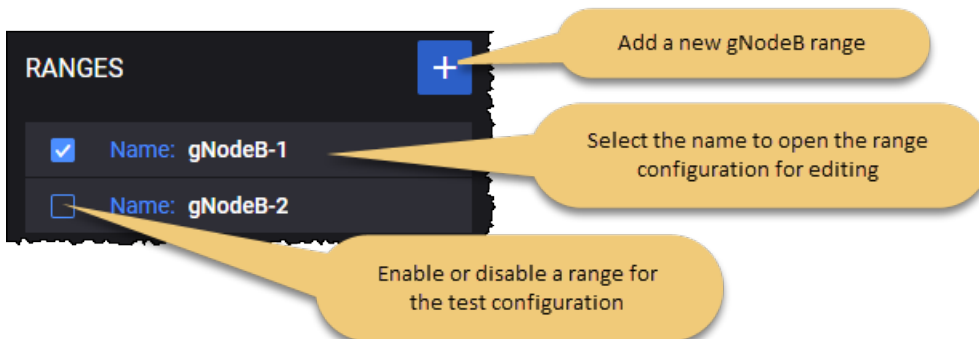 RANGES
+
Add a new gNodeB range
Name: gNodeB-1
Select the name to open the range
configuration for editing
Name: gNodeB-2
Enable or disable a range for
the test configuration